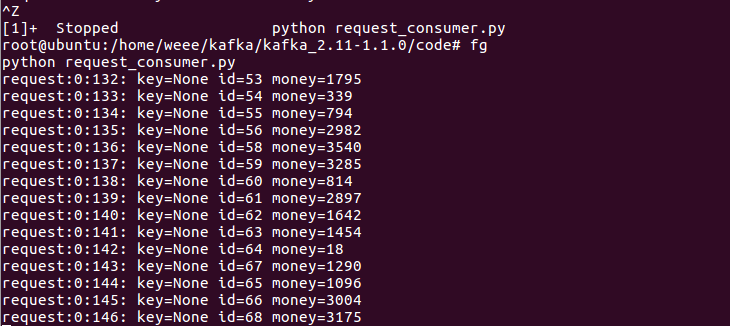 ^Z
[1]+  Stopped                 python request_consumer.py
root@ubuntu:/home/weee/kafka/kafka_2.11-1.1.0/code# fg
python request_consumer.py
request:0:132: key=None id=53 money=1795
request:0:133: key=None id=54 money=339
request:0:134: key=None id=55 money=794
request:0:135: key=None id=56 money=2982
request:0:136: key=None id=58 money=3540
request:0:137: key=None id=59 money=3285
request:0:138: key=None id=60 money=814
request:0:139: key=None id=61 money=2897
request:0:140: key=None id=62 money=1642
request:0:141: key=None id=63 money=1454
request:0:142: key=None id=64 money=18
request:0:143: key=None id=67 money=1290
request:0:144: key=None id=65 money=1096
request:0:145: key=None id=66 money=3004
request:0:146: key=None id=68 money=3175